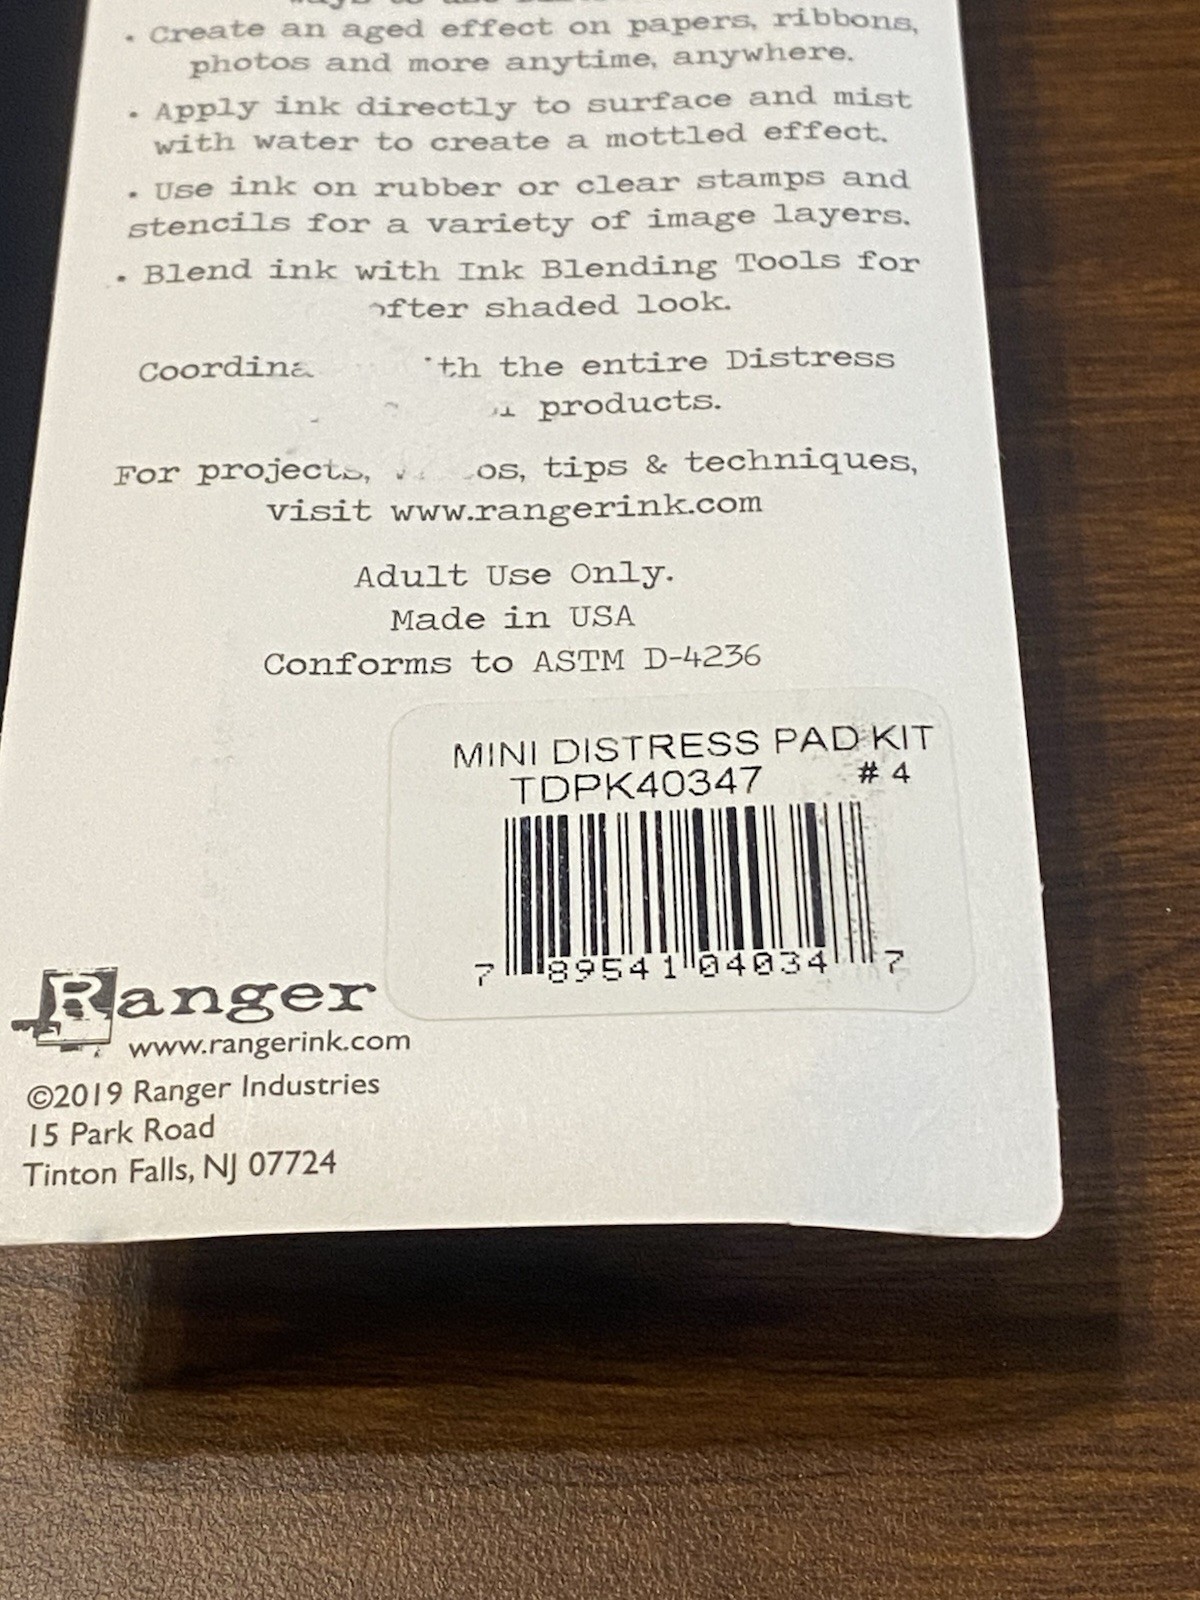 • Create an aged effect on papers, ribbons,
photos and more anytime, anywhere.
• Apply ink directly to surface and mist
with water to create a mottled effect.
• Use ink on rubber or clear stamps and
stencils for a variety of image layers.
• Blend ink with Ink Blending Tools for
shaded look.
the entire Distress
products.
For projects, tips & techniques,
visit www.rangerink.com
Adult Use Only.
Made in USA
Conforms to ASTM D-4236
MINI DISTRESS PAD KIT
TDPK40347 # 4
7 89541 04034 7
Ranger
www.rangerink.com
©2019 Ranger Industries
15 Park Road
Tinton Falls, NJ 07724